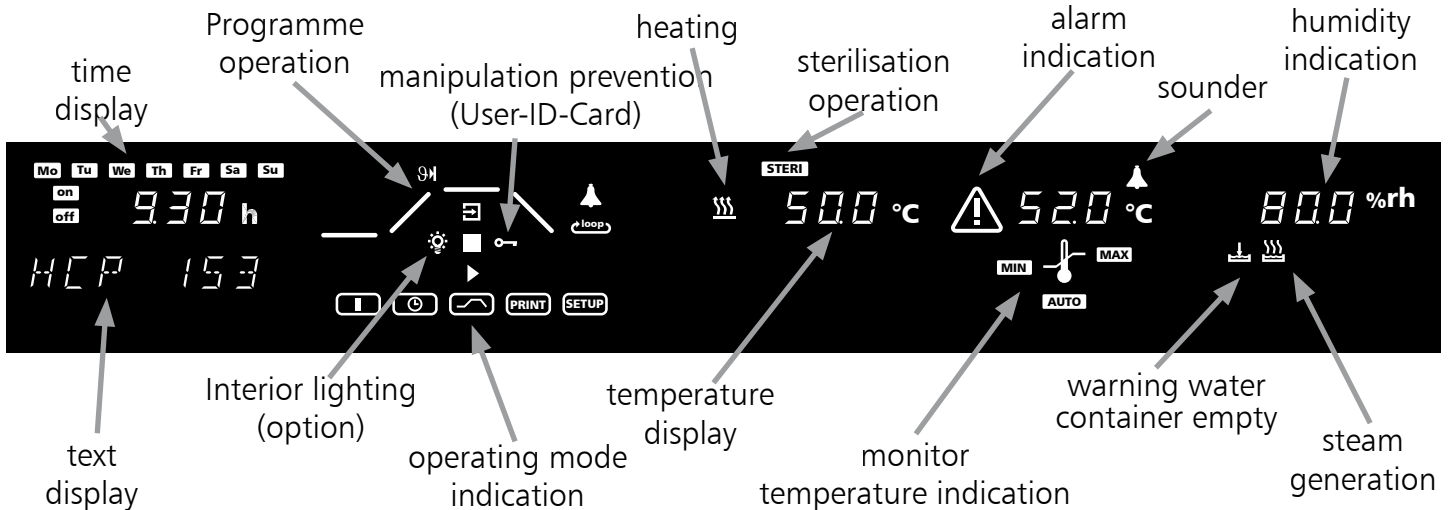 Programme
operation
heating
alarm
indication
humidity
indication
time
display
manipulation prevention
(User-ID-Card)
sterilisation
operation
sounder
Mo Tu We Th Fr Sa Su
on
off
9.30 h
loop
STERI
50.0 °C
52.0 °C
80.0 %rh
HCP 153
MIN
MAX
AUTO
PRINT
SETUP
Interior lighting
(option)
temperature
display
warning water
container empty
text
display
operating mode
indication
monitor
temperature indication
steam
generation